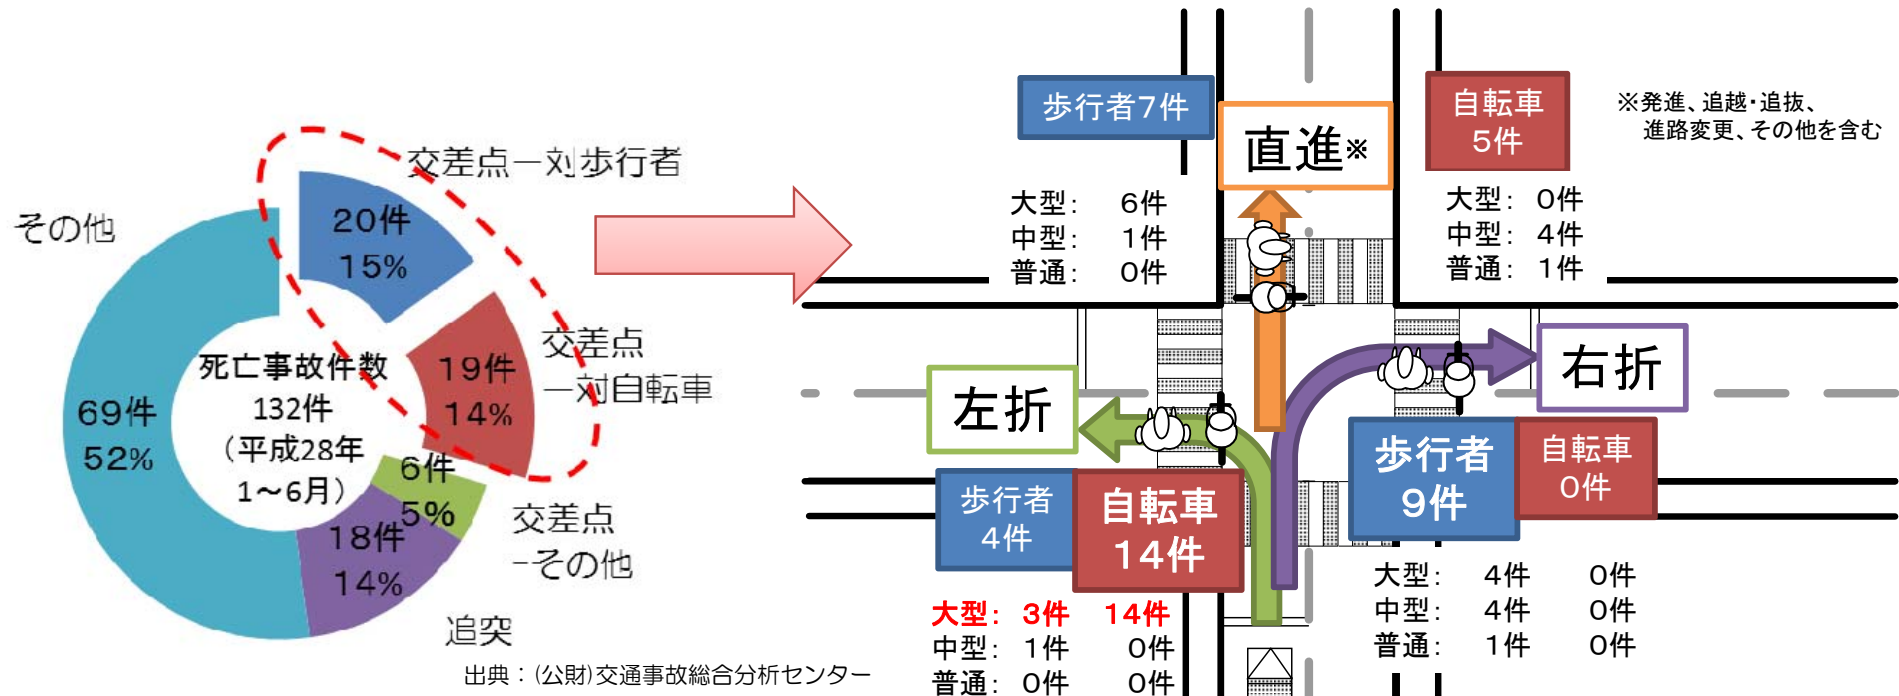 交差点－対歩行者
20件
15%
その他
交差点
－対自転車
19件
14%
死亡事故件数
132件
（平成28年
1～6月）
69件
52%
6件
5%
交差点
-その他
18件
14%
追突
出典：(公財)交通事故総合分析センター
歩行者7件
直進※
自転車
5件
※発進、追越・追抜、
進路変更、その他を含む
大型： 6件
中型： 1件
普通： 0件
大型： 0件
中型： 4件
普通： 1件
左折
右折
歩行者
4件
自転車
14件
歩行者
9件
自転車
0件
大型： 3件 14件
中型： 1件 0件
普通： 0件 0件
大型： 4件 0件
中型： 4件 0件
普通： 1件 0件